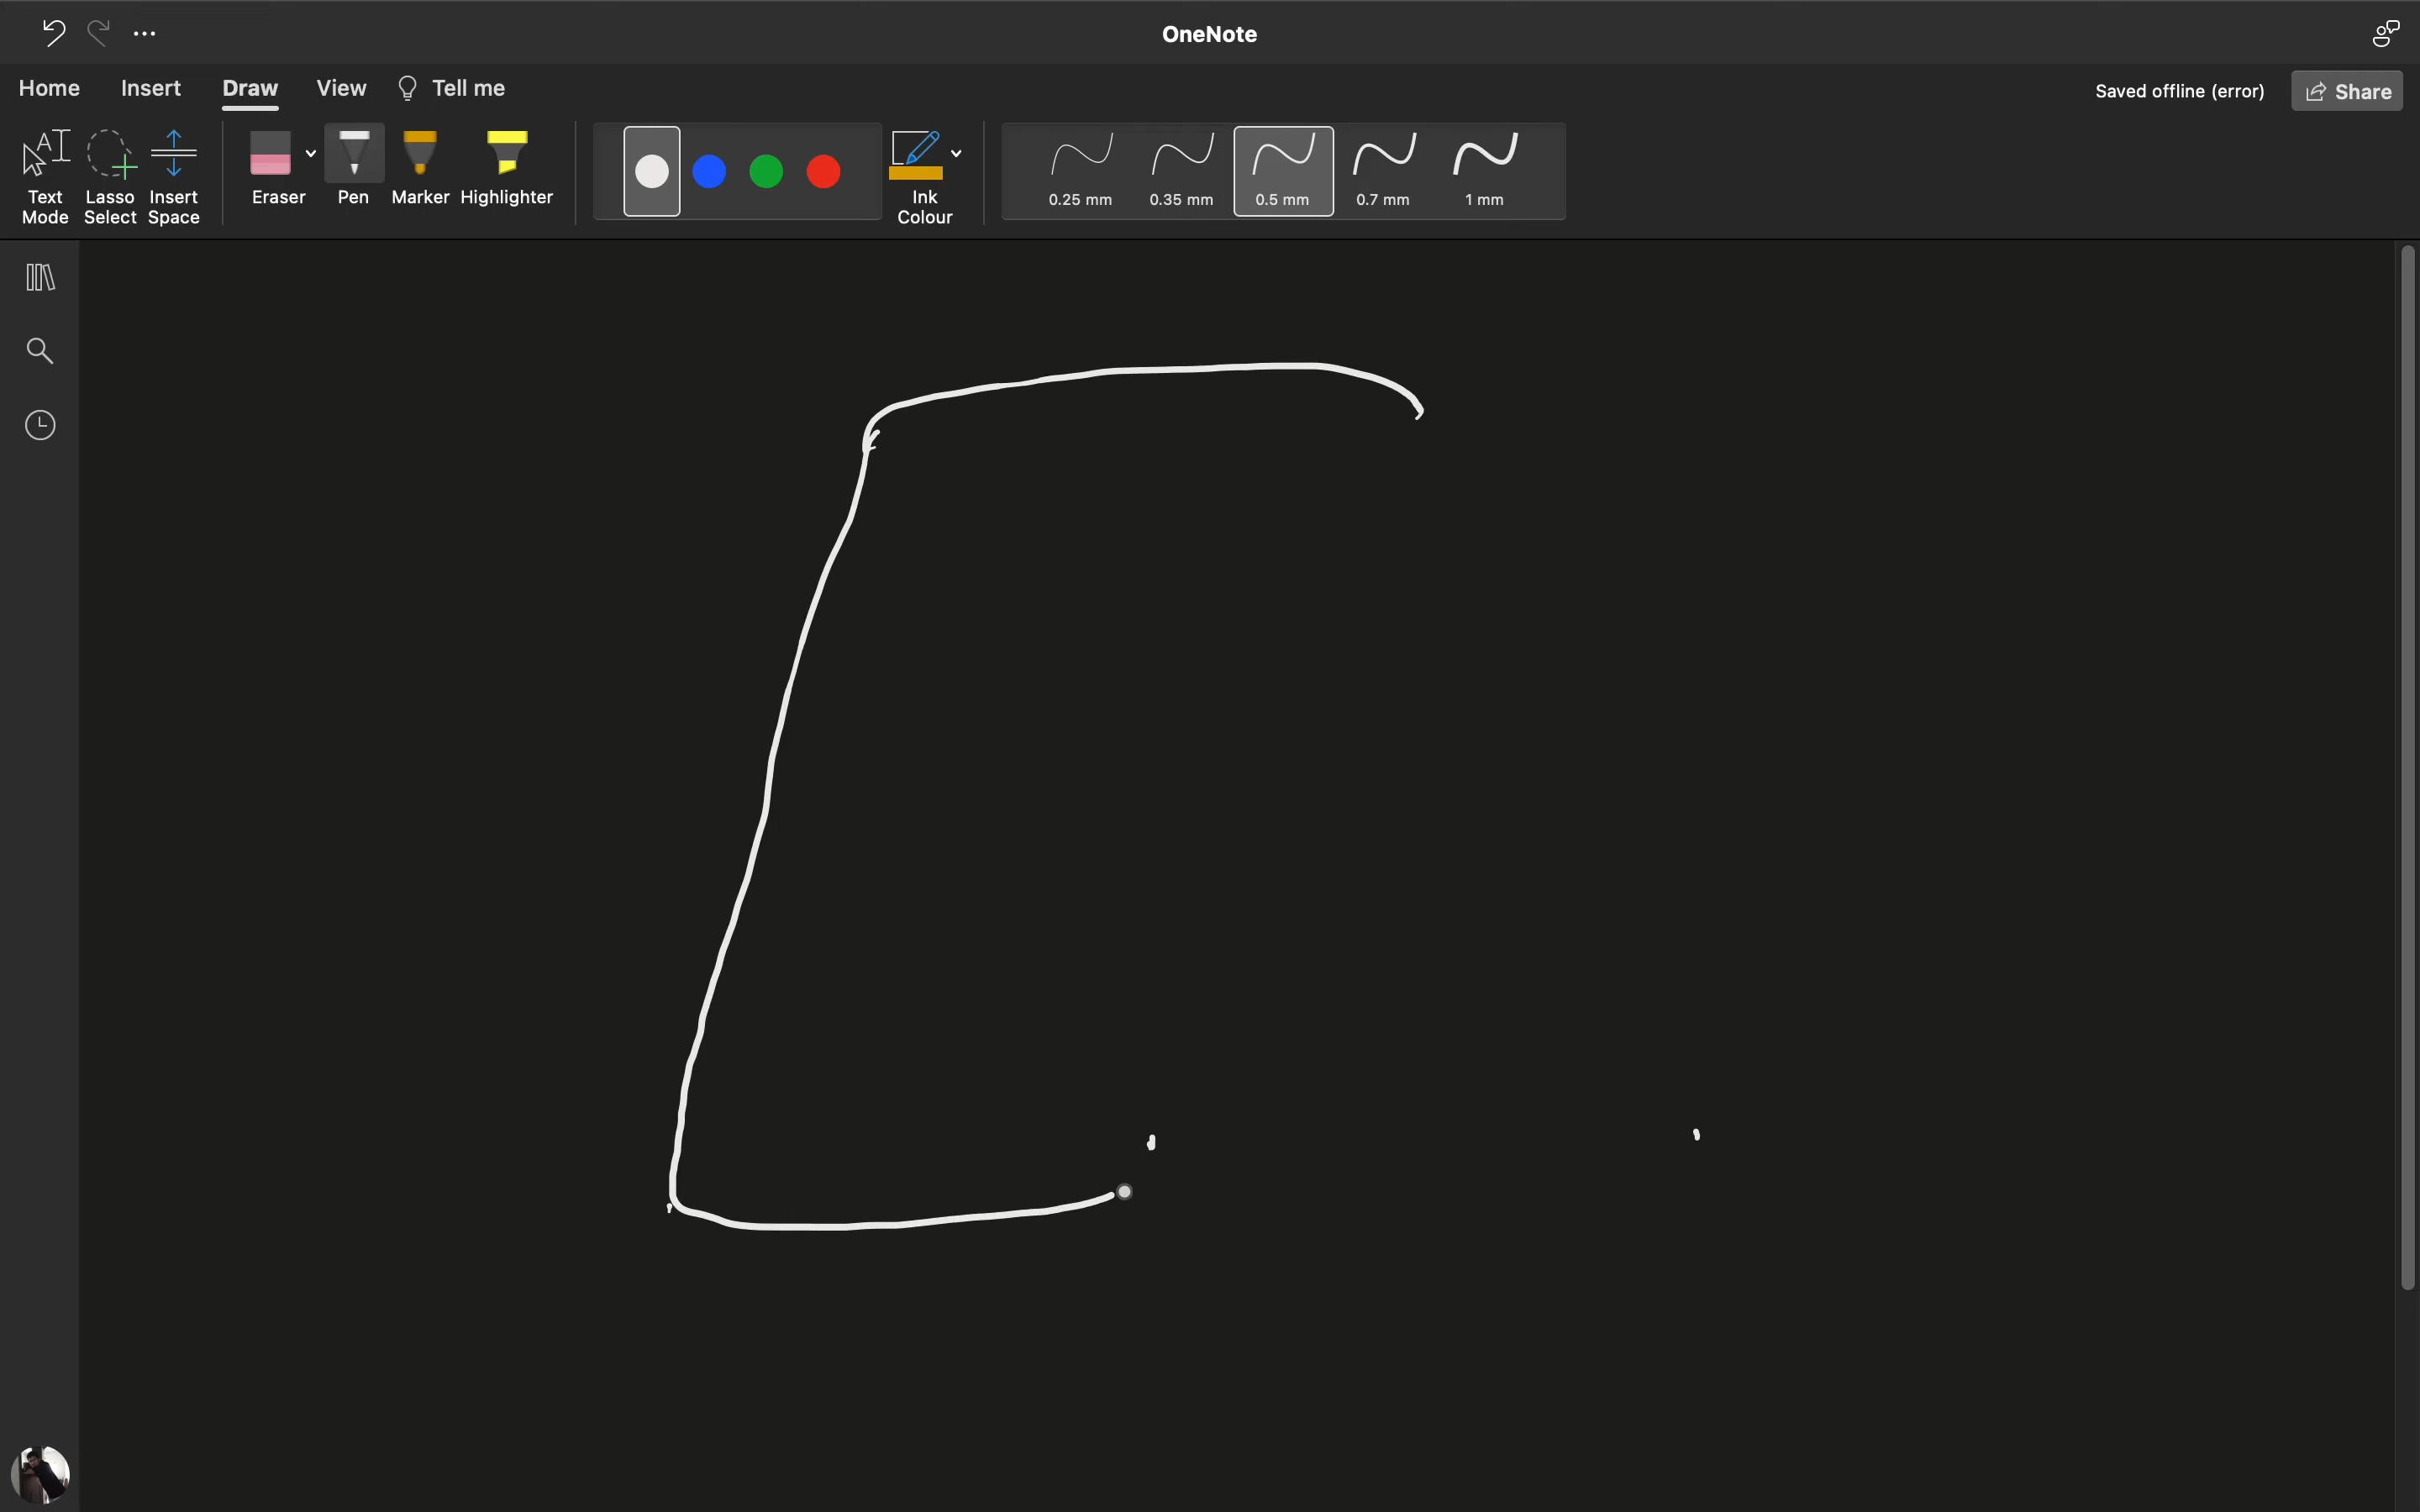 OneNote
Home Insert Draw View Tell me
Saved offline (error) Share
Text Mode
Lasso Select
Insert Space
Eraser
Pen
Marker
Highlighter
Ink Colour
0.25 mm
0.35 mm
0.5 mm
0.7 mm
1 mm